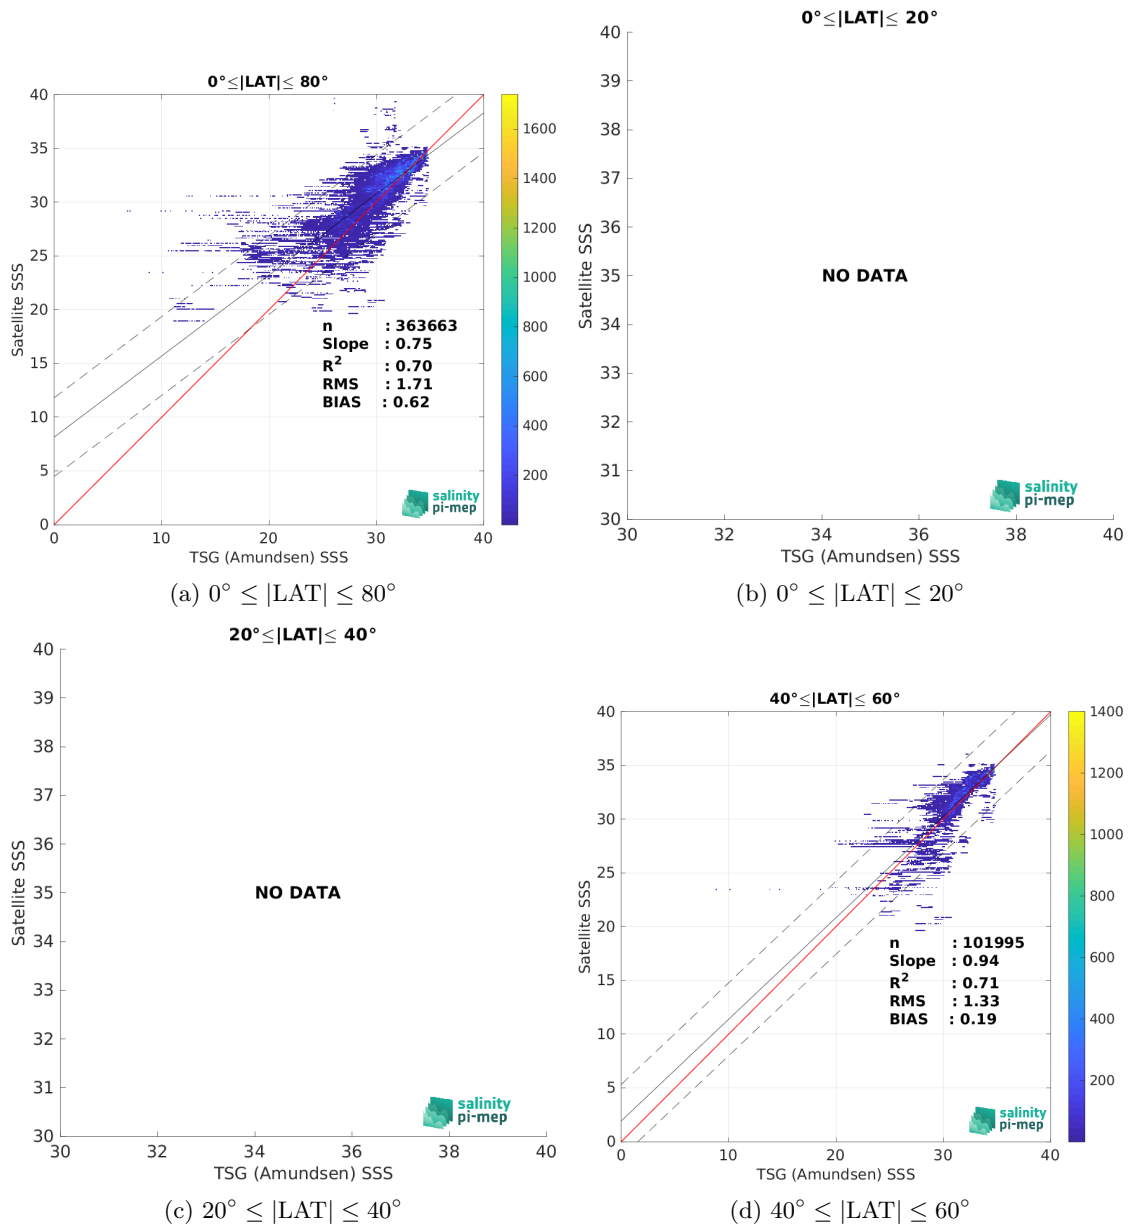 0°≤|LAT|≤ 80°
40
35
30
25
20
15
10
5
0
Satellite SSS
0
10
20
30
40
TSG (Amundsen) SSS
1600
1400
1200
1000
800
600
400
200
n : 363663
Slope : 0.75
R² : 0.70
RMS : 1.71
BIAS : 0.62
salinity
pi-mep
(a) 0° ≤ |LAT| ≤ 80°
0°≤|LAT|≤ 20°
40
39
38
37
36
35
34
33
32
31
30
Satellite SSS
NO DATA
salinity
pi-mep
30
32
34
36
38
40
TSG (Amundsen) SSS
(b) 0° ≤ |LAT| ≤ 20°
20°≤|LAT|≤ 40°
40
39
38
37
36
35
34
33
32
31
30
Satellite SSS
NO DATA
salinity
pi-mep
30
32
34
36
38
40
TSG (Amundsen) SSS
(c) 20° ≤ |LAT| ≤ 40°
40°≤|LAT|≤ 60°
40
35
30
25
20
15
10
5
0
Satellite SSS
n : 101995
Slope : 0.94
R² : 0.71
RMS : 1.33
BIAS : 0.19
salinity
pi-mep
0
10
20
30
40
TSG (Amundsen) SSS
1400
1200
1000
800
600
400
200
(d) 40° ≤ |LAT| ≤ 60°